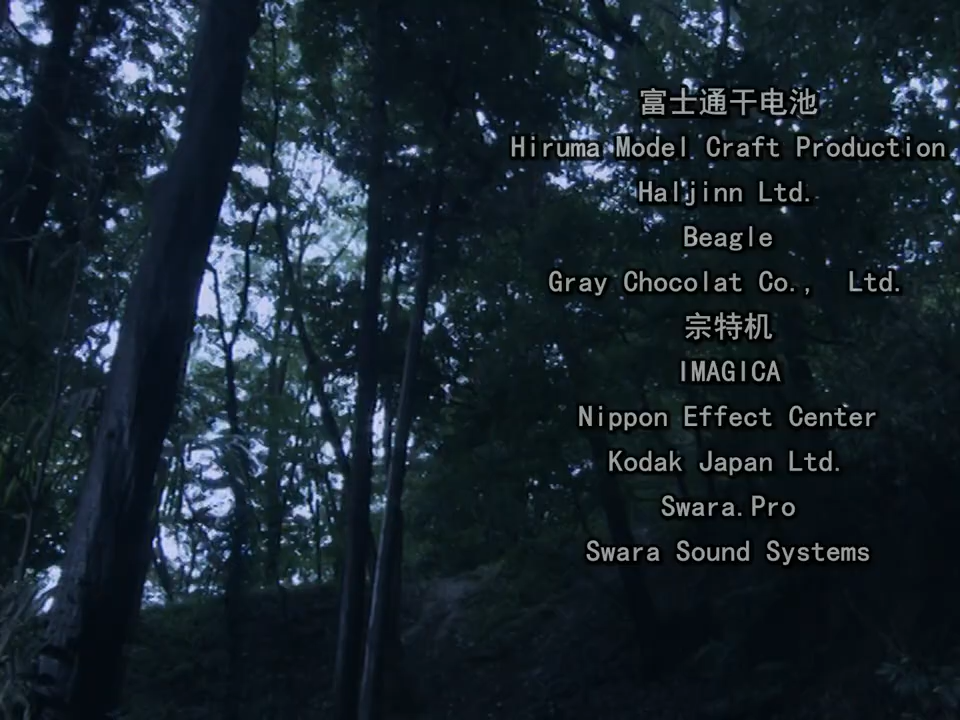 富士通干电池
Hiruma Model Craft Production
Haljinn Ltd.
Beagle
Gray Chocolat Co., Ltd.
宗特机
IMAGICA
Nippon Effect Center
Kodak Japan Ltd.
Swara.Pro
Swara Sound Systems